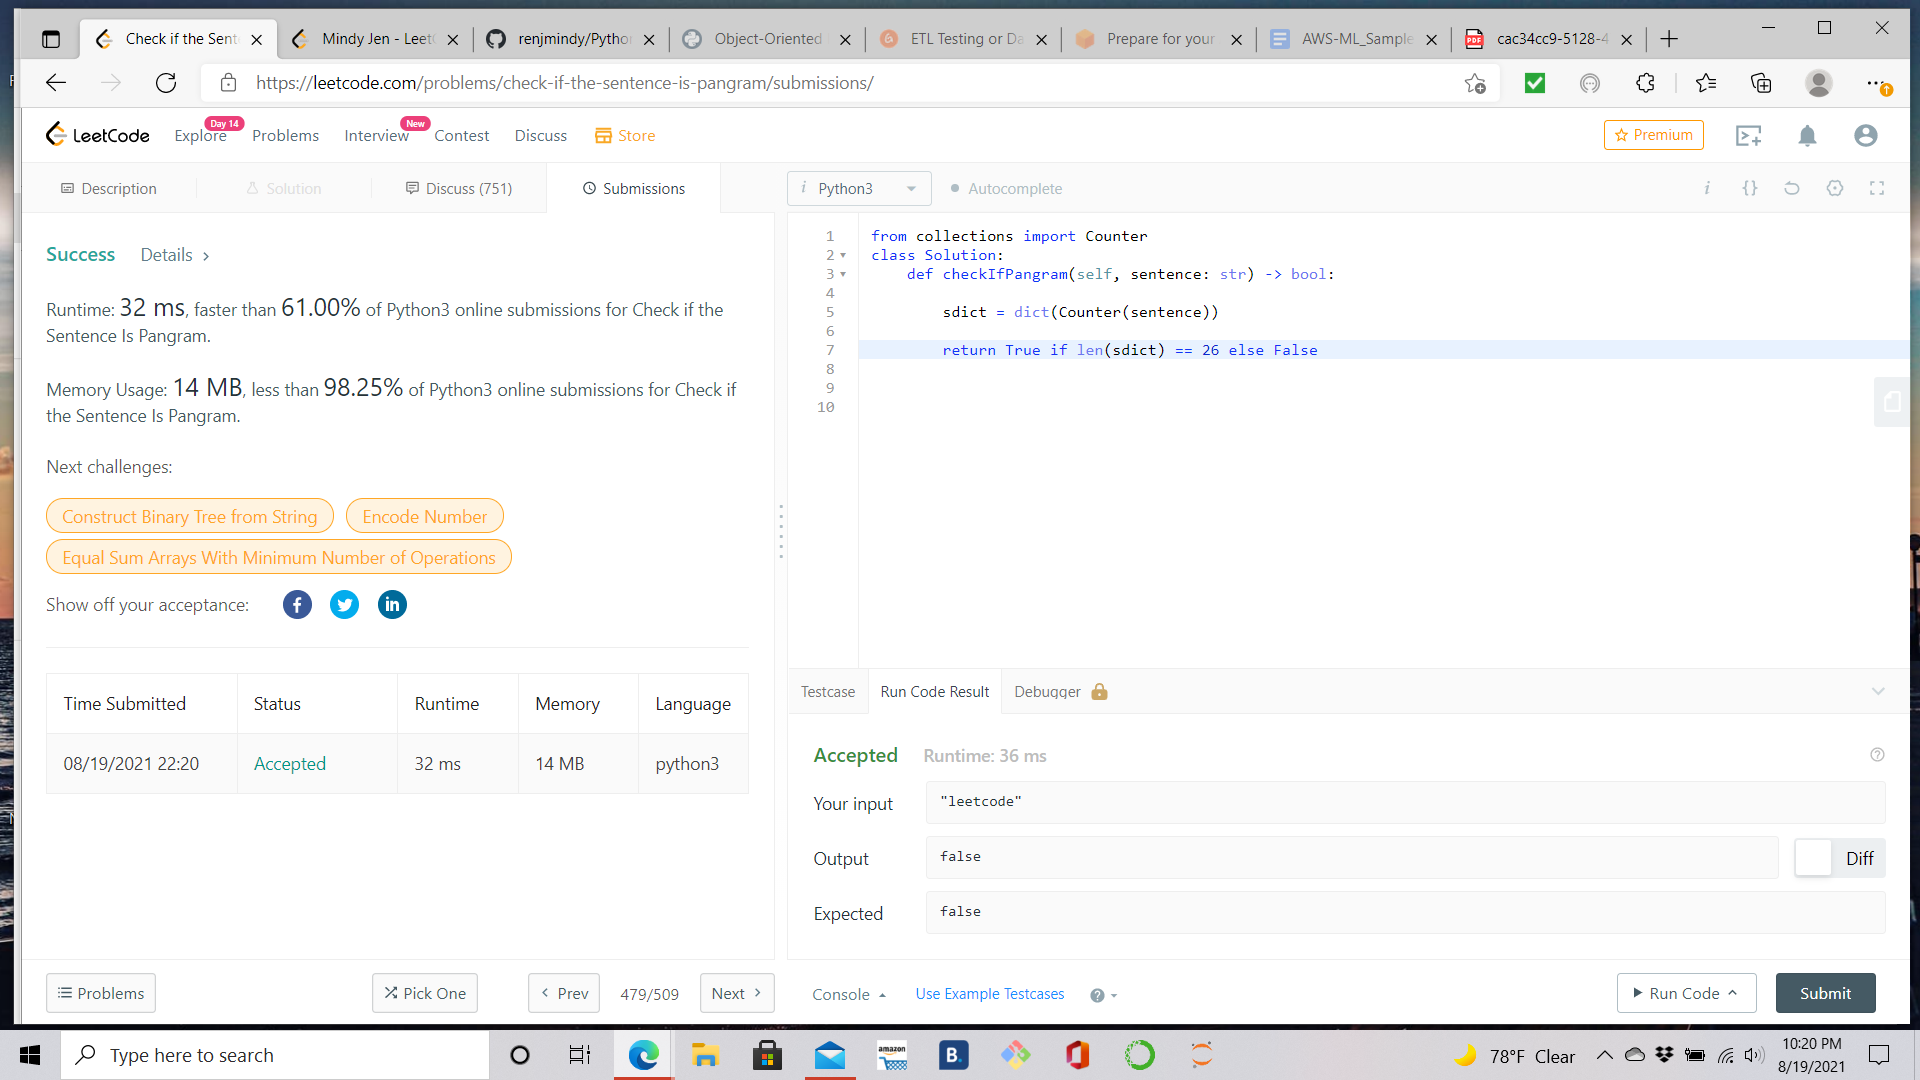 Check if the Sent
Mindy Jen - Leet
renjmindy/Pytho
Object-Oriented
ETL Testing or Da
Prepare for your
AWS-ML_Sample
PDF
cac34cc9-5128-4
https://leetcode.com/problems/check-if-the-sentence-is-pangram/submissions/
LeetCode
Explore
Day 14
Problems
Interview
New
Contest
Discuss
Store
Premium
Description
Solution
Discuss (751)
Submissions
i Python3
Autocomplete
i {}
Success
Details >
Runtime: 32 ms, faster than 61.00% of Python3 online submissions for Check if the
Sentence Is Pangram.
Memory Usage: 14 MB, less than 98.25% of Python3 online submissions for Check if
the Sentence Is Pangram.
Next challenges:
Construct Binary Tree from String
Encode Number
Equal Sum Arrays With Minimum Number of Operations
Show off your acceptance:
f
in
Time Submitted Status Runtime Memory Language
08/19/2021 22:20 Accepted 32 ms 14 MB python3
1 from collections import Counter
2 class Solution:
3 def checkIfPangram(self, sentence: str) -> bool:
4
5 sdict = dict(Counter(sentence))
6
7 return True if len(sdict) == 26 else False
8
9
10
Testcase
Run Code Result
Debugger
Accepted Runtime: 36 ms
Your input "leetcode"
Output false
Diff
Expected false
Problems
Pick One
< Prev
479/509
Next >
Console
Use Example Testcases
Run Code
Submit
Type here to search
amazon
B.
78°F Clear
10:20 PM
8/19/2021